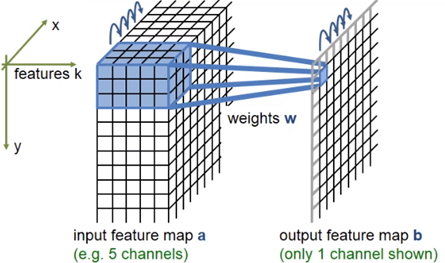 x
features k
y
weights w
input feature map a
(e.g. 5 channels)
output feature map b
(only 1 channel shown)